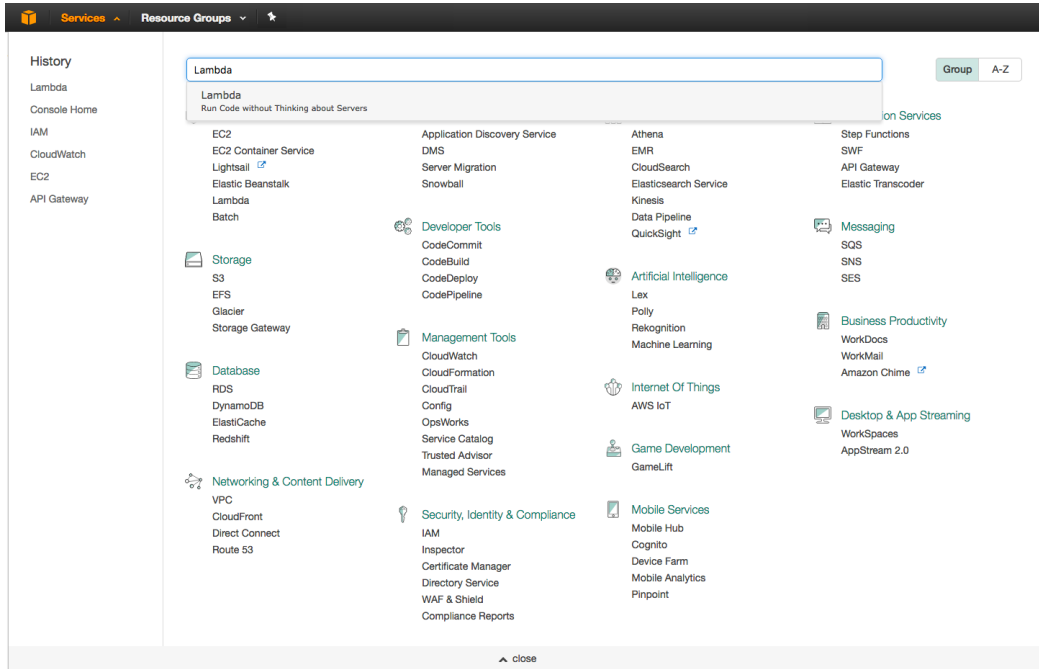 Services
Resource Groups
History
Lambda
Console Home
IAM
CloudWatch
EC2
API Gateway
Lambda
Group
A-Z
Lambda
Run Code without Thinking about Servers
EC2
EC2 Container Service
Lightsail
Elastic Beanstalk
Lambda
Batch
Storage
S3
EFS
Glacier
Storage Gateway
Database
RDS
DynamoDB
ElastiCache
Redshift
Networking & Content Delivery
VPC
CloudFront
Direct Connect
Route 53
Application Discovery Service
DMS
Server Migration
Snowball
Developer Tools
CodeCommit
CodeBuild
CodeDeploy
CodePipeline
Management Tools
CloudWatch
CloudFormation
CloudTrail
Config
OpsWorks
Service Catalog
Trusted Advisor
Managed Services
Security, Identity & Compliance
IAM
Inspector
Certificate Manager
Directory Service
WAF & Shield
Compliance Reports
Athena
EMR
CloudSearch
Elasticsearch Service
Kinesis
Data Pipeline
QuickSight
Artificial Intelligence
Lex
Polly
Rekognition
Machine Learning
Internet Of Things
AWS IoT
Game Development
GameLift
Mobile Services
Mobile Hub
Cognito
Device Farm
Mobile Analytics
Pinpoint
ion Services
Step Functions
SWF
API Gateway
Elastic Transcoder
Messaging
SQS
SNS
SES
Business Productivity
WorkDocs
WorkMail
Amazon Chime
Desktop & App Streaming
WorkSpaces
AppStream 2.0
close